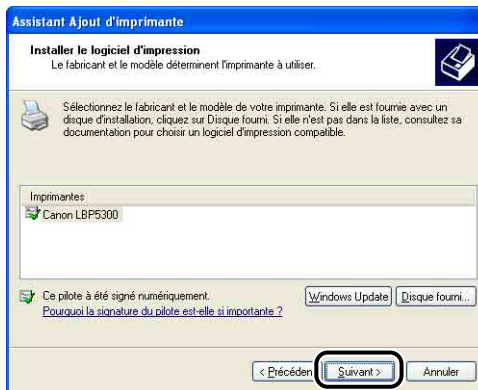 Assistant Ajout d'imprimante
Installer le logiciel d'impression
Le fabricant et le modèle déterminent l'imprimante à utiliser.
Sélectionnez le fabricant et le modèle de votre imprimante. Si elle est fournie avec un
disque d'installation, cliquez sur Disque fourni. Si elle n'est pas dans la liste, consultez sa
documentation pour choisir un logiciel d'impression compatible.
Imprimantes
Canon LBP5300
Ce pilote à été signé numériquement.
Windows Update
Disque fourni...
Pourquoi la signature du pilote est-elle si importante ?
< Précéden
Suivant >
Annuler